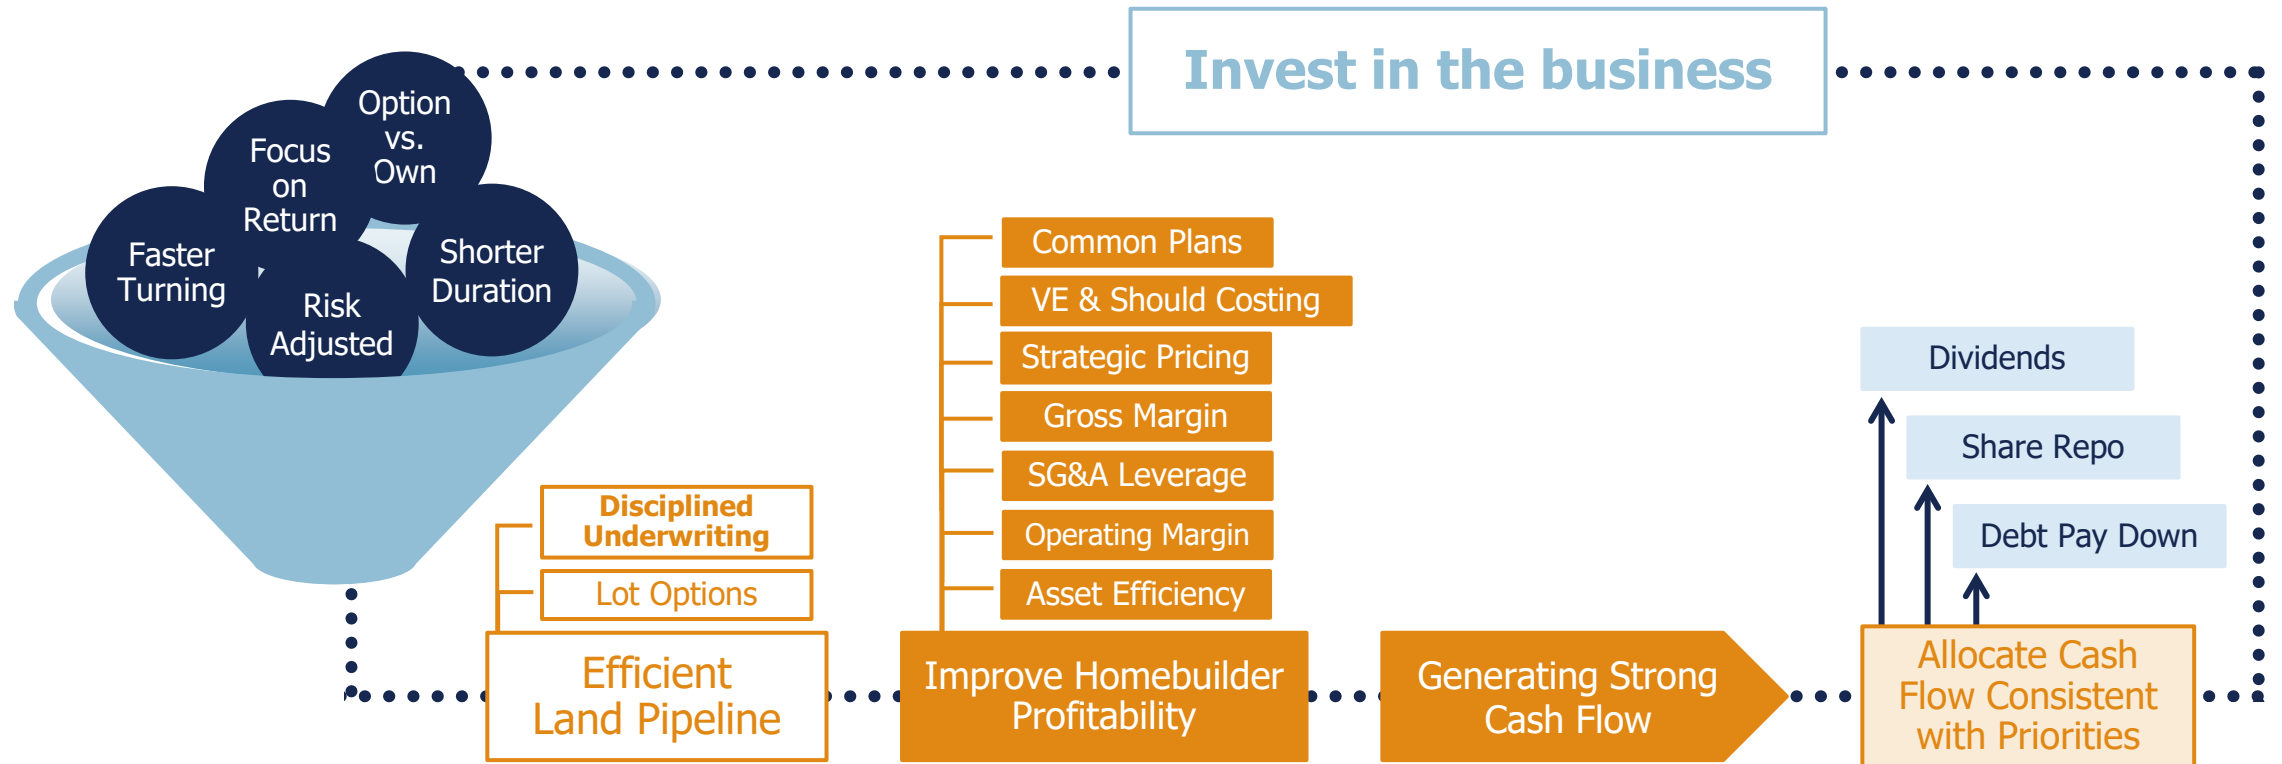 Invest in the business
Option
vs.
Own
Focus
on
Return
Faster
Turning
Risk
Adjusted
Shorter
Duration
Disciplined
Underwriting
Lot Options
Efficient
Land Pipeline
Common Plans
VE & Should Costing
Strategic Pricing
Gross Margin
SG&A Leverage
Operating Margin
Asset Efficiency
Improve Homebuilder
Profitability
Generating Strong
Cash Flow
Dividends
Share Repo
Debt Pay Down
Allocate Cash
Flow Consistent
with Priorities